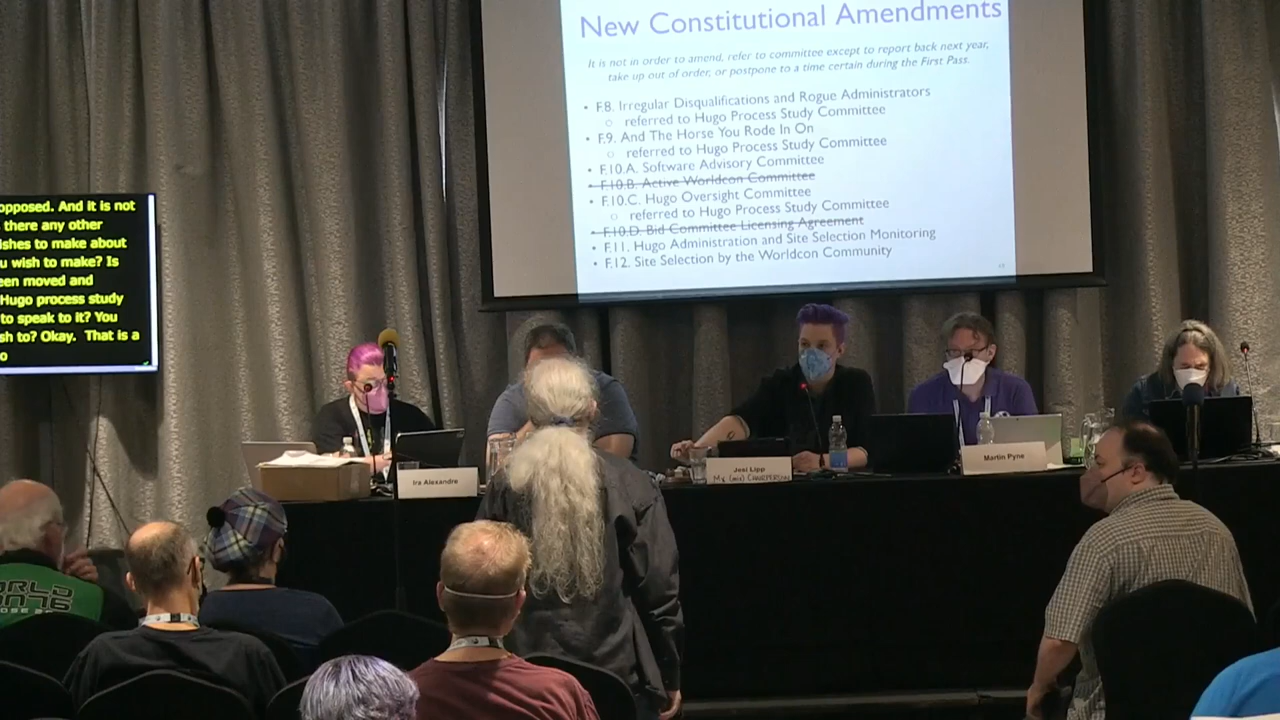 New Constitutional Amendments
It is not in order to amend, refer to committee except to report back next year,
take up out of order, or postpone to a time certain during the First Pass.
• F.8. Irregular Disqualifications and Rogue Administrators
○ referred to Hugo Process Study Committee
• F.9. And The Horse You Rode In On
○ referred to Hugo Process Study Committee
• F.10.A. Software Advisory Committee
• F.10.B. Active Worldcon Committee
• F.10.C. Hugo Oversight Committee
○ referred to Hugo Process Study Committee
• F.10.D. Bid Committee Licensing Agreement
• F.11. Hugo Administration and Site Selection Monitoring
• F.12. Site Selection by the Worldcon Community
opposed. And it is not
there any other
ishes to make about
u wish to make? Is
een moved and
Hugo process study
to speak to it? You
sh to? Okay. That is a
o
Ira Alexandre
Jesi Lipp
CHAIRPERSON
Martin Pyne
ORLD
ON76
OSE